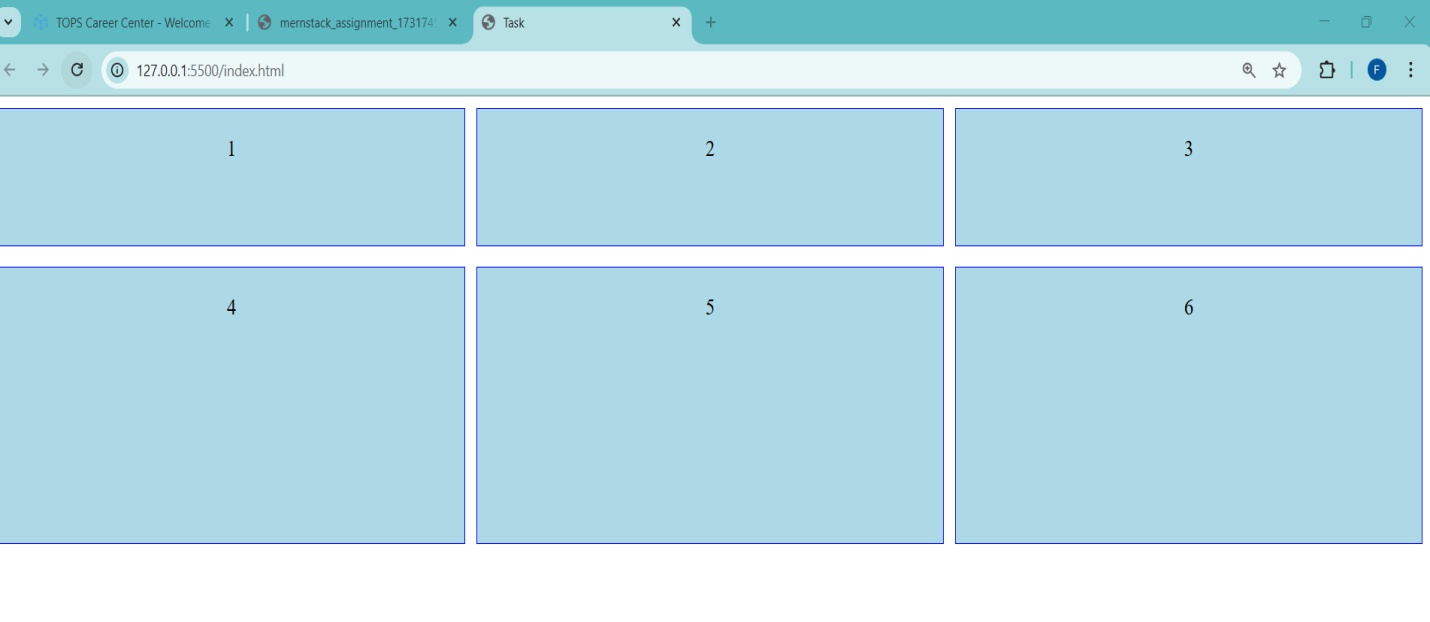 TOPS Career Center - Welcome
mernstack_assignment_173174
Task
127.0.0.1:5500/index.html
F
1
2
3
4
5
6